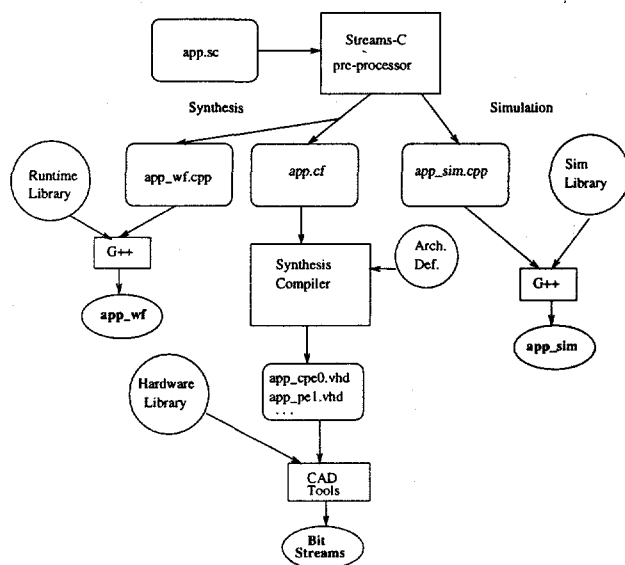 app.sc
Streams-C
pre-processor
Synthesis
Simulation
Runtime
Library
app_wf.cpp
app.cf
app_sim.cpp
Sim
Library
G++
Synthesis
Compiler
Arch.
Def.
G++
app_wf
app_sim
Hardware
Library
app_cpe0.vhd
app_pe1.vhd
...
CAD
Tools
Bit
Streams